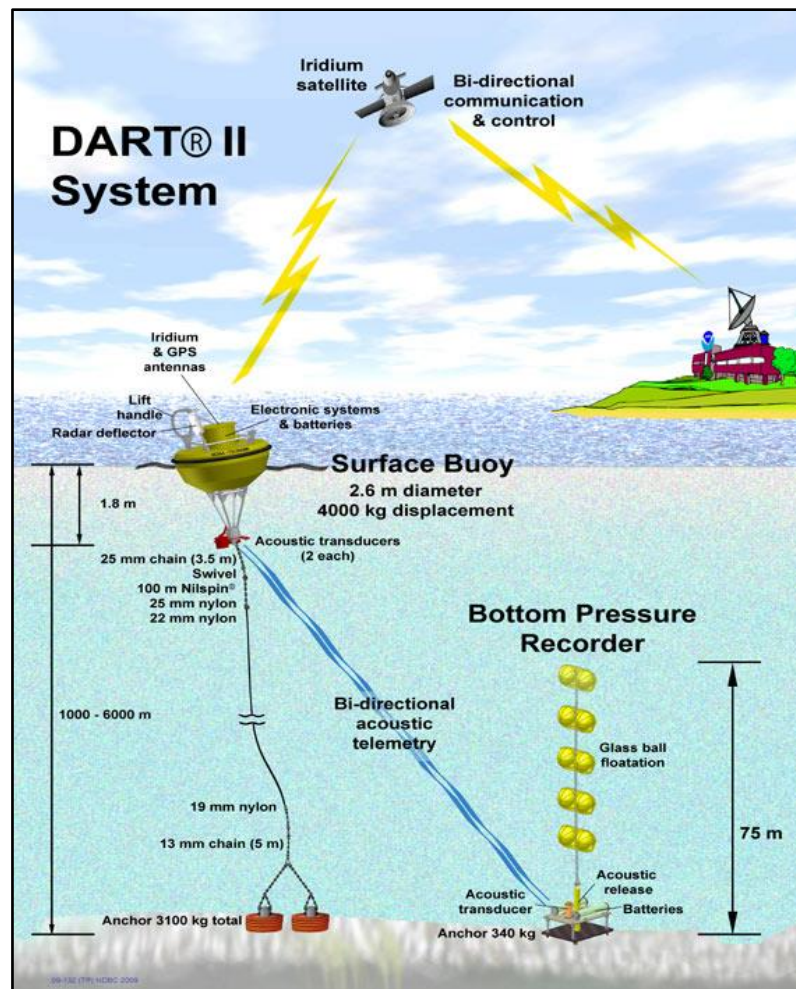 Iridium
satellite
Bi-directional
communication
& control
DART® II
System
Iridium
& GPS
antennas
Lift
handle
Radar deflector
Electronic systems
& batteries
Surface Buoy
2.6 m diameter
4000 kg displacement
1.8 m
Acoustic transducers
(2 each)
25 mm chain (3.5 m)
Swivel
100 m Nilspin®
25 mm nylon
22 mm nylon
Bottom Pressure
Recorder
1000 - 6000 m
Bi-directional
acoustic
telemetry
Glass ball
floatation
75 m
19 mm nylon
13 mm chain (5 m)
Acoustic
release
Acoustic
transducer
Batteries
Anchor 3100 kg total
Anchor 340 kg